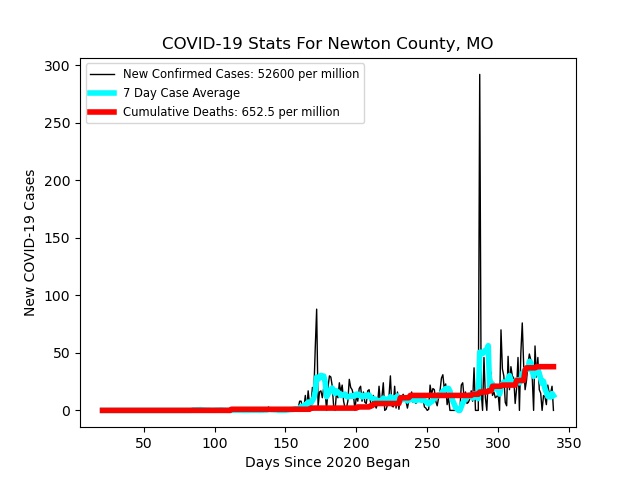 COVID-19 Stats For Newton County, MO
New Confirmed Cases: 52600 per million
7 Day Case Average
Cumulative Deaths: 652.5 per million
New COVID-19 Cases
300
250
200
150
100
50
0
50 100 150 200 250 300 350
Days Since 2020 Began